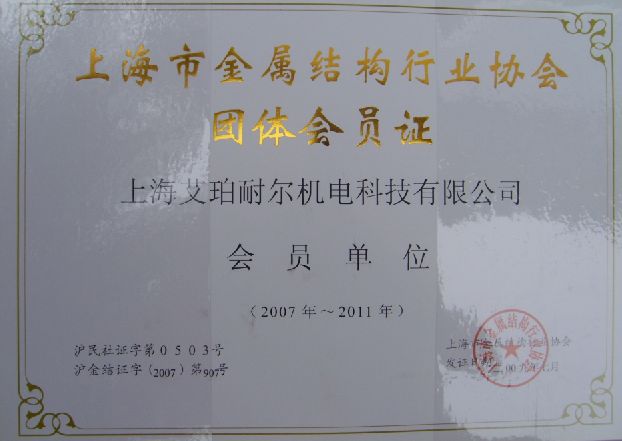 上海市金属结构行业协会
团体会员证
上海艾珀耐尔机电科技有限公司
会员单位
(2007年~2011年)
沪民社证字第0503号
沪金结证字(2007)第907号
上海市金属结构行业协会
发证日期